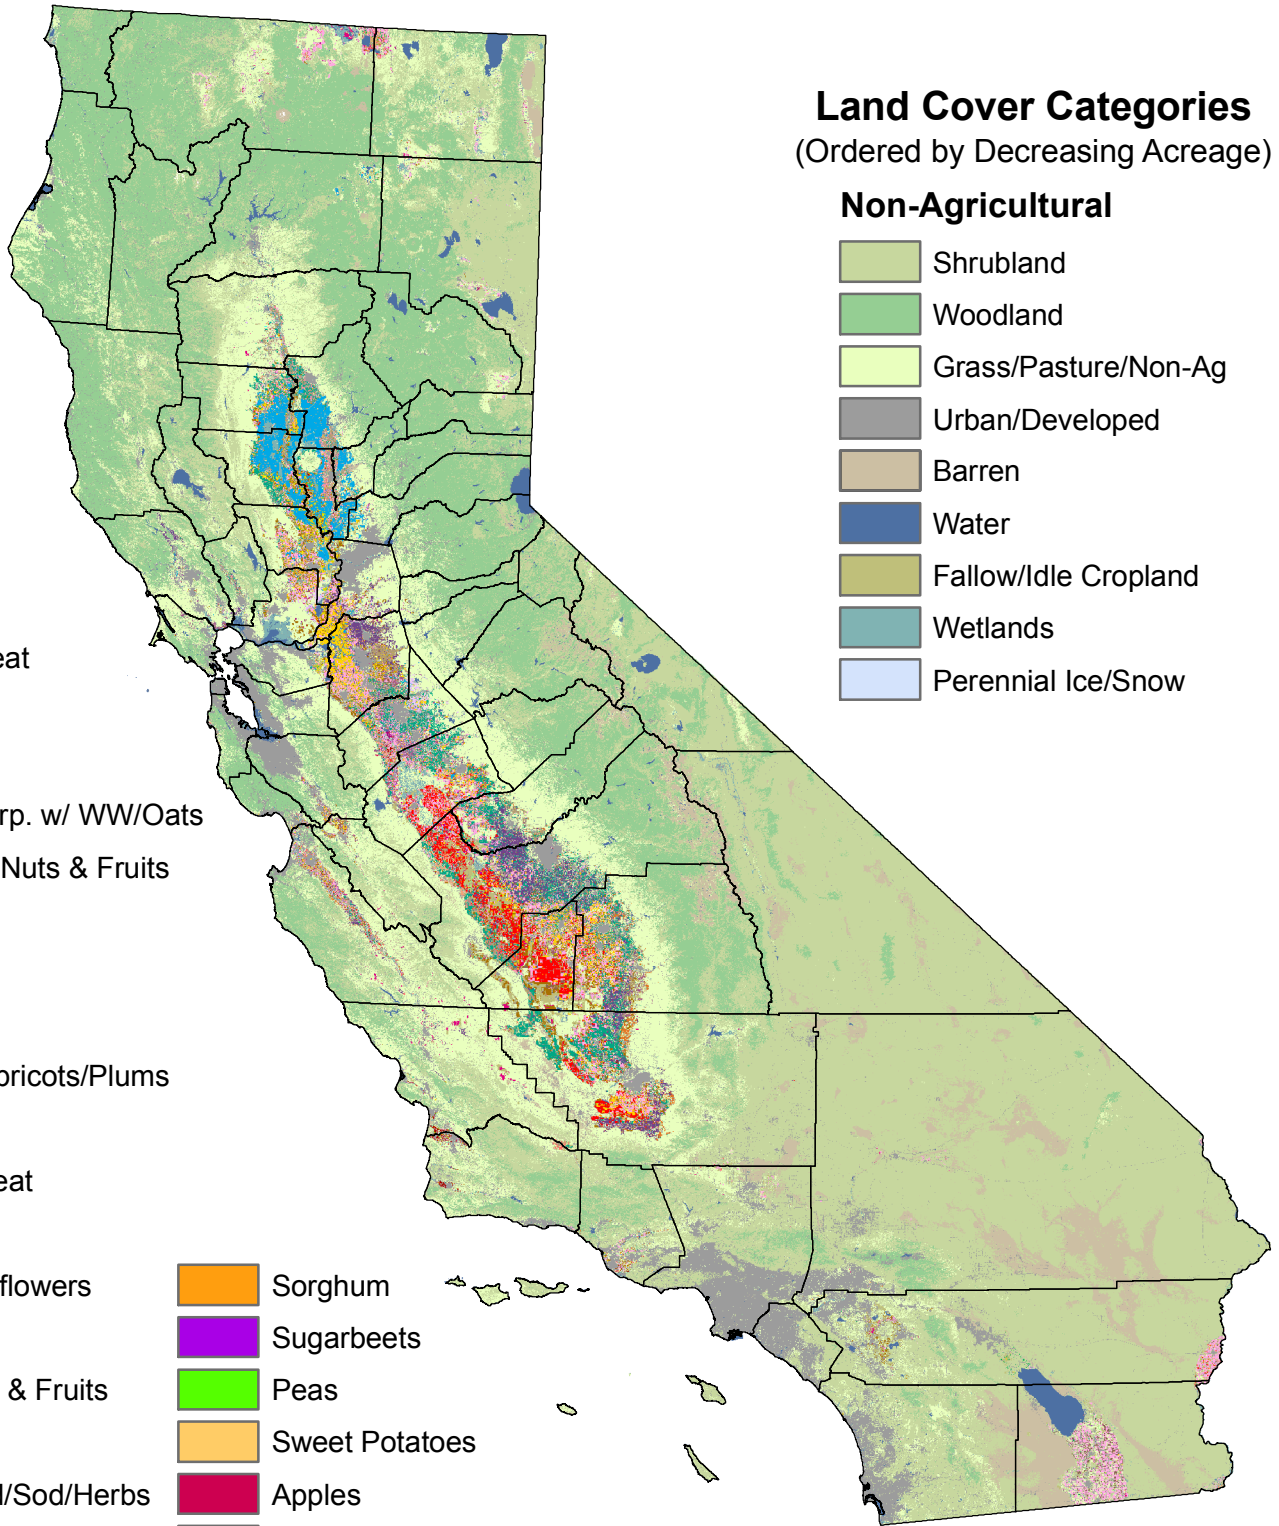 Land Cover Categories
(Ordered by Decreasing Acreage)
Non-Agricultural
Shrubland
Woodland
Grass/Pasture/Non-Ag
Urban/Developed
Barren
Water
Fallow/Idle Cropland
Wetlands
Perennial Ice/Snow
eat
rp. w/ WW/Oats
Nuts & Fruits
pricots/Plums
eat
flowers
Sorghum
Sugarbeets
& Fruits
Peas
Sweet Potatoes
/Sod/Herbs
Apples